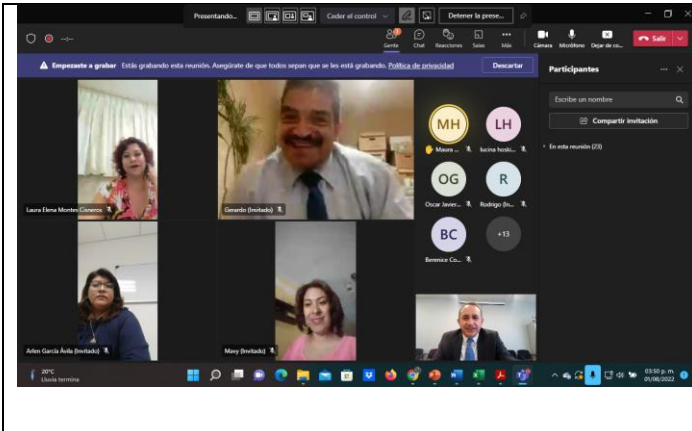 Presentando...
Ceder el control
Detener la prese...
Gente
Chat
Reacciones
Salas
Más
Cámara
Micrófono
Dejar de co...
Salir
Empezaste a grabar Estás grabando esta reunión. Asegúrate de que todos sepan que se les está grabando. Política de privacidad
Descartar
Participantes
Escribe un nombre
Compartir invitación
En esta reunión (23)
Laura Elena Montes Cisneros
Gerardo (Invitado)
MH
Maura ...
LH
lucina hoski...
OG
Oscar Javier...
R
Rodrigo (In...
BC
Berenice Co...
+13
Arlen García Ávila (Invitado)
Mavy (Invitado)
20°C
Lluvia termina
03:50 p. m.
01/08/2022